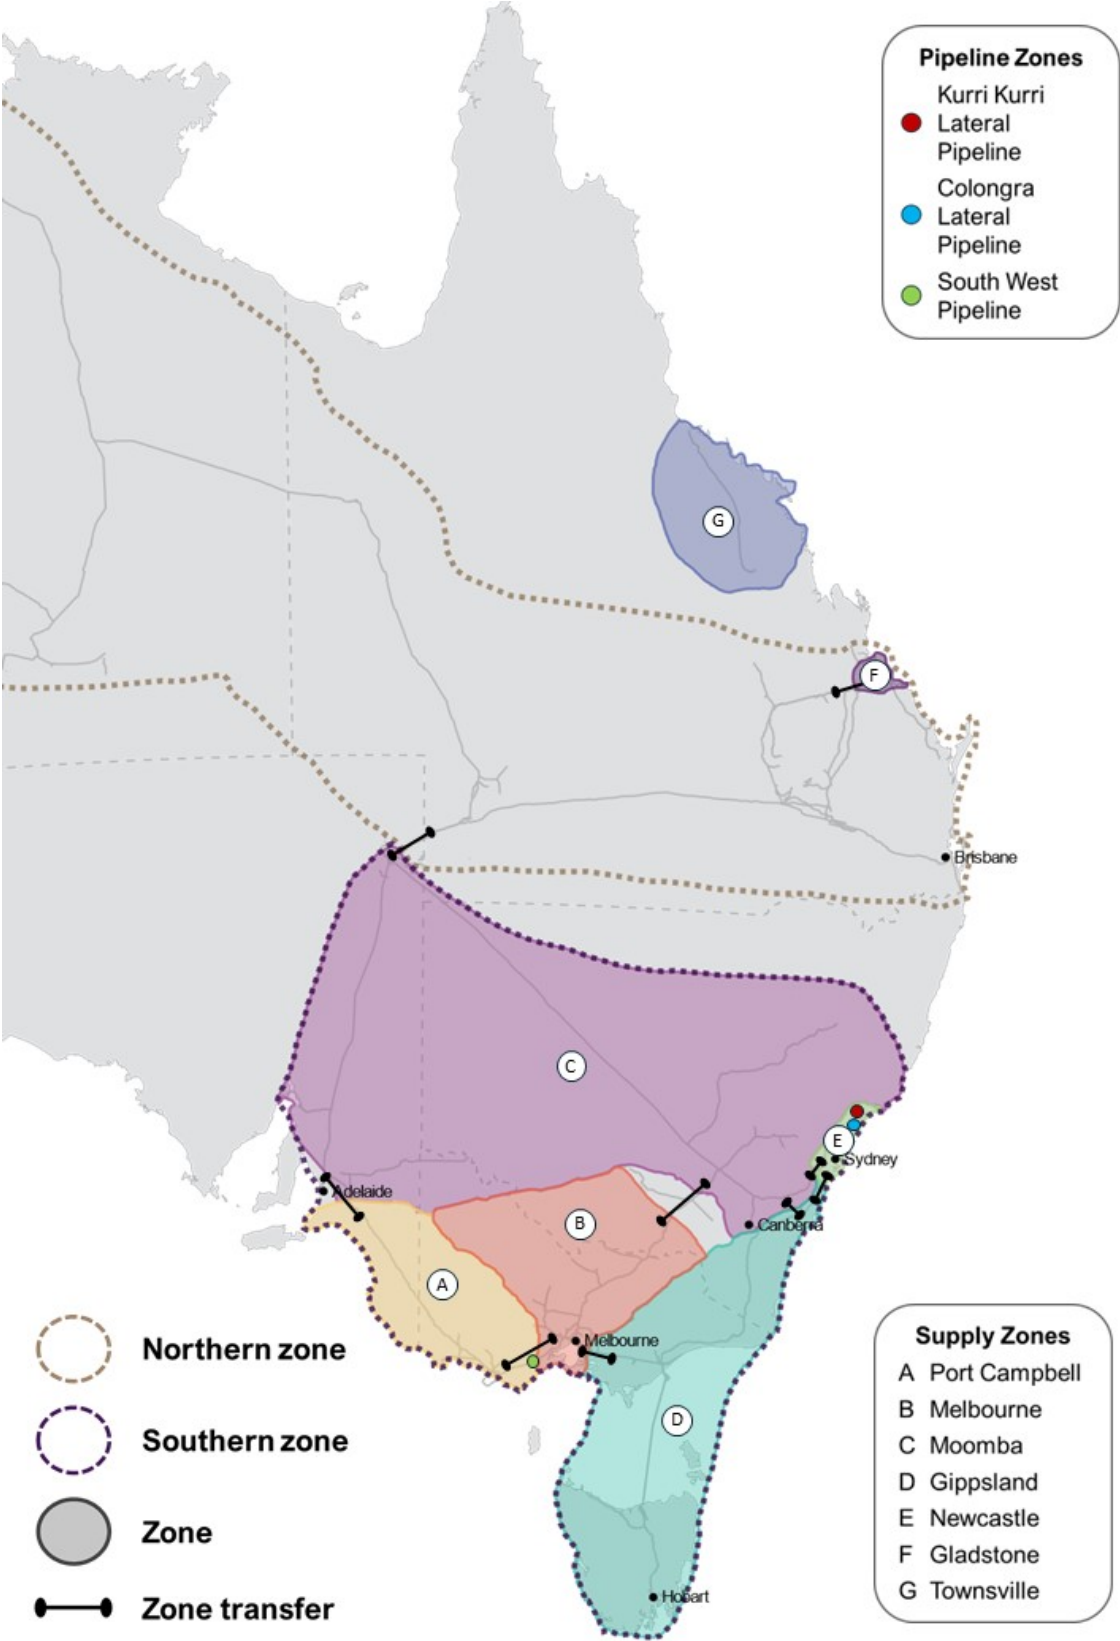 Pipeline Zones
Kurri Kurri
Lateral
Pipeline
Colongra
Lateral
Pipeline
South West
Pipeline
G
F
Brisbane
C
E
Sydney
Adelaide
B
Canberra
A
Melbourne
D
Hobart
Northern zone
Southern zone
Zone
Zone transfer
Supply Zones
A Port Campbell
B Melbourne
C Moomba
D Gippsland
E Newcastle
F Gladstone
G Townsville